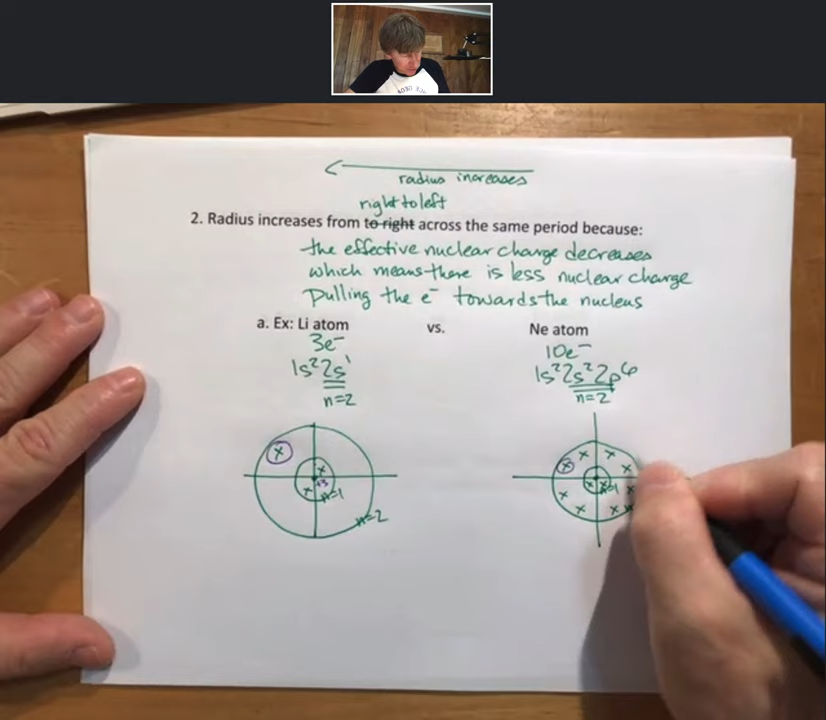 radius increases
right to left
2. Radius increases from to right across the same period because:
the effective nuclear charge decreases
which means there is less nuclear charge
pulling the e⁻ towards the nucleus
a. Ex: Li atom vs. Ne atom
3e⁻ 10e⁻
1s²2s¹ 1s²2s²2p⁶
n=2 n=2
x x x
x x x
+3 x x n=1 x
x n=1 x
n=2 x x x